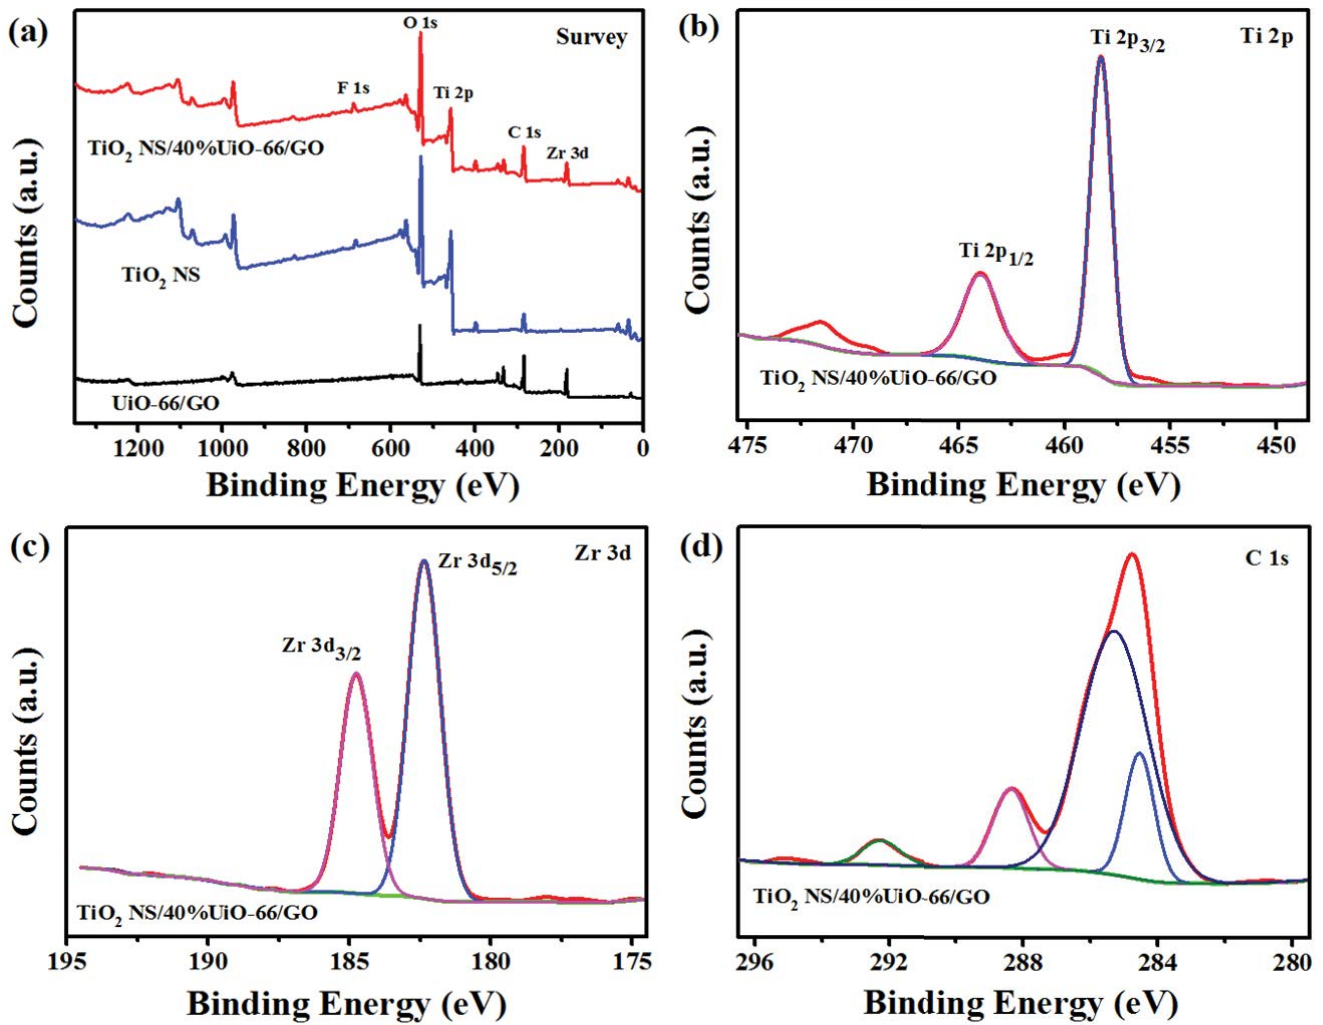 (a)
Survey
O 1s
F 1s
Ti 2p
C 1s
Zr 3d
TiO2 NS/40%UiO-66/GO
TiO2 NS
UiO-66/GO
Counts (a.u.)
1200 1000 800 600 400 200 0
Binding Energy (eV)
(b)
Ti 2p3/2
Ti 2p
Ti 2p1/2
TiO2 NS/40%UiO-66/GO
Counts (a.u.)
475 470 465 460 455 450
Binding Energy (eV)
(c)
Zr 3d5/2
Zr 3d
Zr 3d3/2
TiO2 NS/40%UiO-66/GO
Counts (a.u.)
195 190 185 180 175
Binding Energy (eV)
(d)
C 1s
TiO2 NS/40%UiO-66/GO
Counts (a.u.)
296 292 288 284 280
Binding Energy (eV)